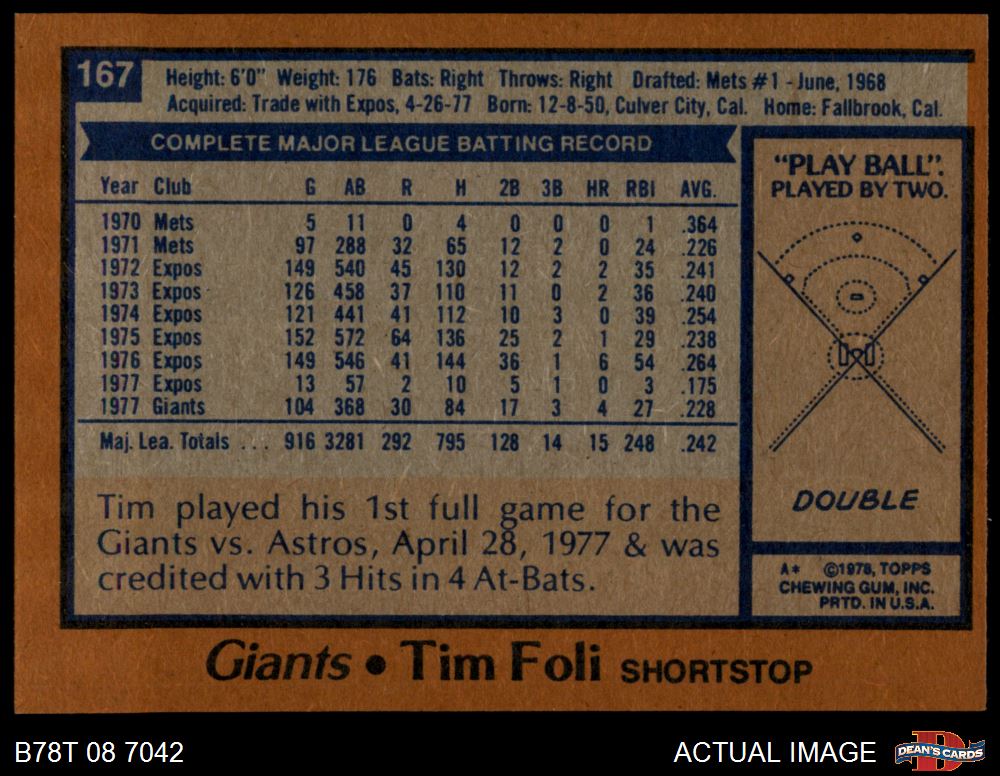 167
Height: 6'0" Weight: 176 Bats: Right Throws: Right Drafted: Mets #1 - June, 1968
Acquired: Trade with Expos, 4-26-77 Born: 12-8-50, Culver City, Cal. Home: Fallbrook, Cal.
COMPLETE MAJOR LEAGUE BATTING RECORD
Year Club G AB R H 2B 3B HR RBI AVG.
1970 Mets 5 11 0 4 0 0 0 1 .364
1971 Mets 97 288 32 65 12 2 0 24 .226
1972 Expos 149 540 45 130 12 2 2 35 .241
1973 Expos 126 458 37 110 11 0 2 36 .240
1974 Expos 121 441 41 112 10 3 0 39 .254
1975 Expos 152 572 64 136 25 2 1 29 .238
1976 Expos 149 546 41 144 36 1 6 54 .264
1977 Expos 13 57 2 10 5 1 0 3 .175
1977 Giants 104 368 30 84 17 3 4 27 .228
Maj. Lea. Totals . . . 916 3281 292 795 128 14 15 248 .242
Tim played his 1st full game for the
Giants vs. Astros, April 28, 1977 & was
credited with 3 Hits in 4 At-Bats.
"PLAY BALL".
PLAYED BY TWO.
DOUBLE
A* ©1978, TOPPS
CHEWING GUM, INC.
PRTD. IN U.S.A.
Giants • Tim Foli SHORTSTOP
B78T 08 7042
ACTUAL IMAGE
DEAN'S CARDS